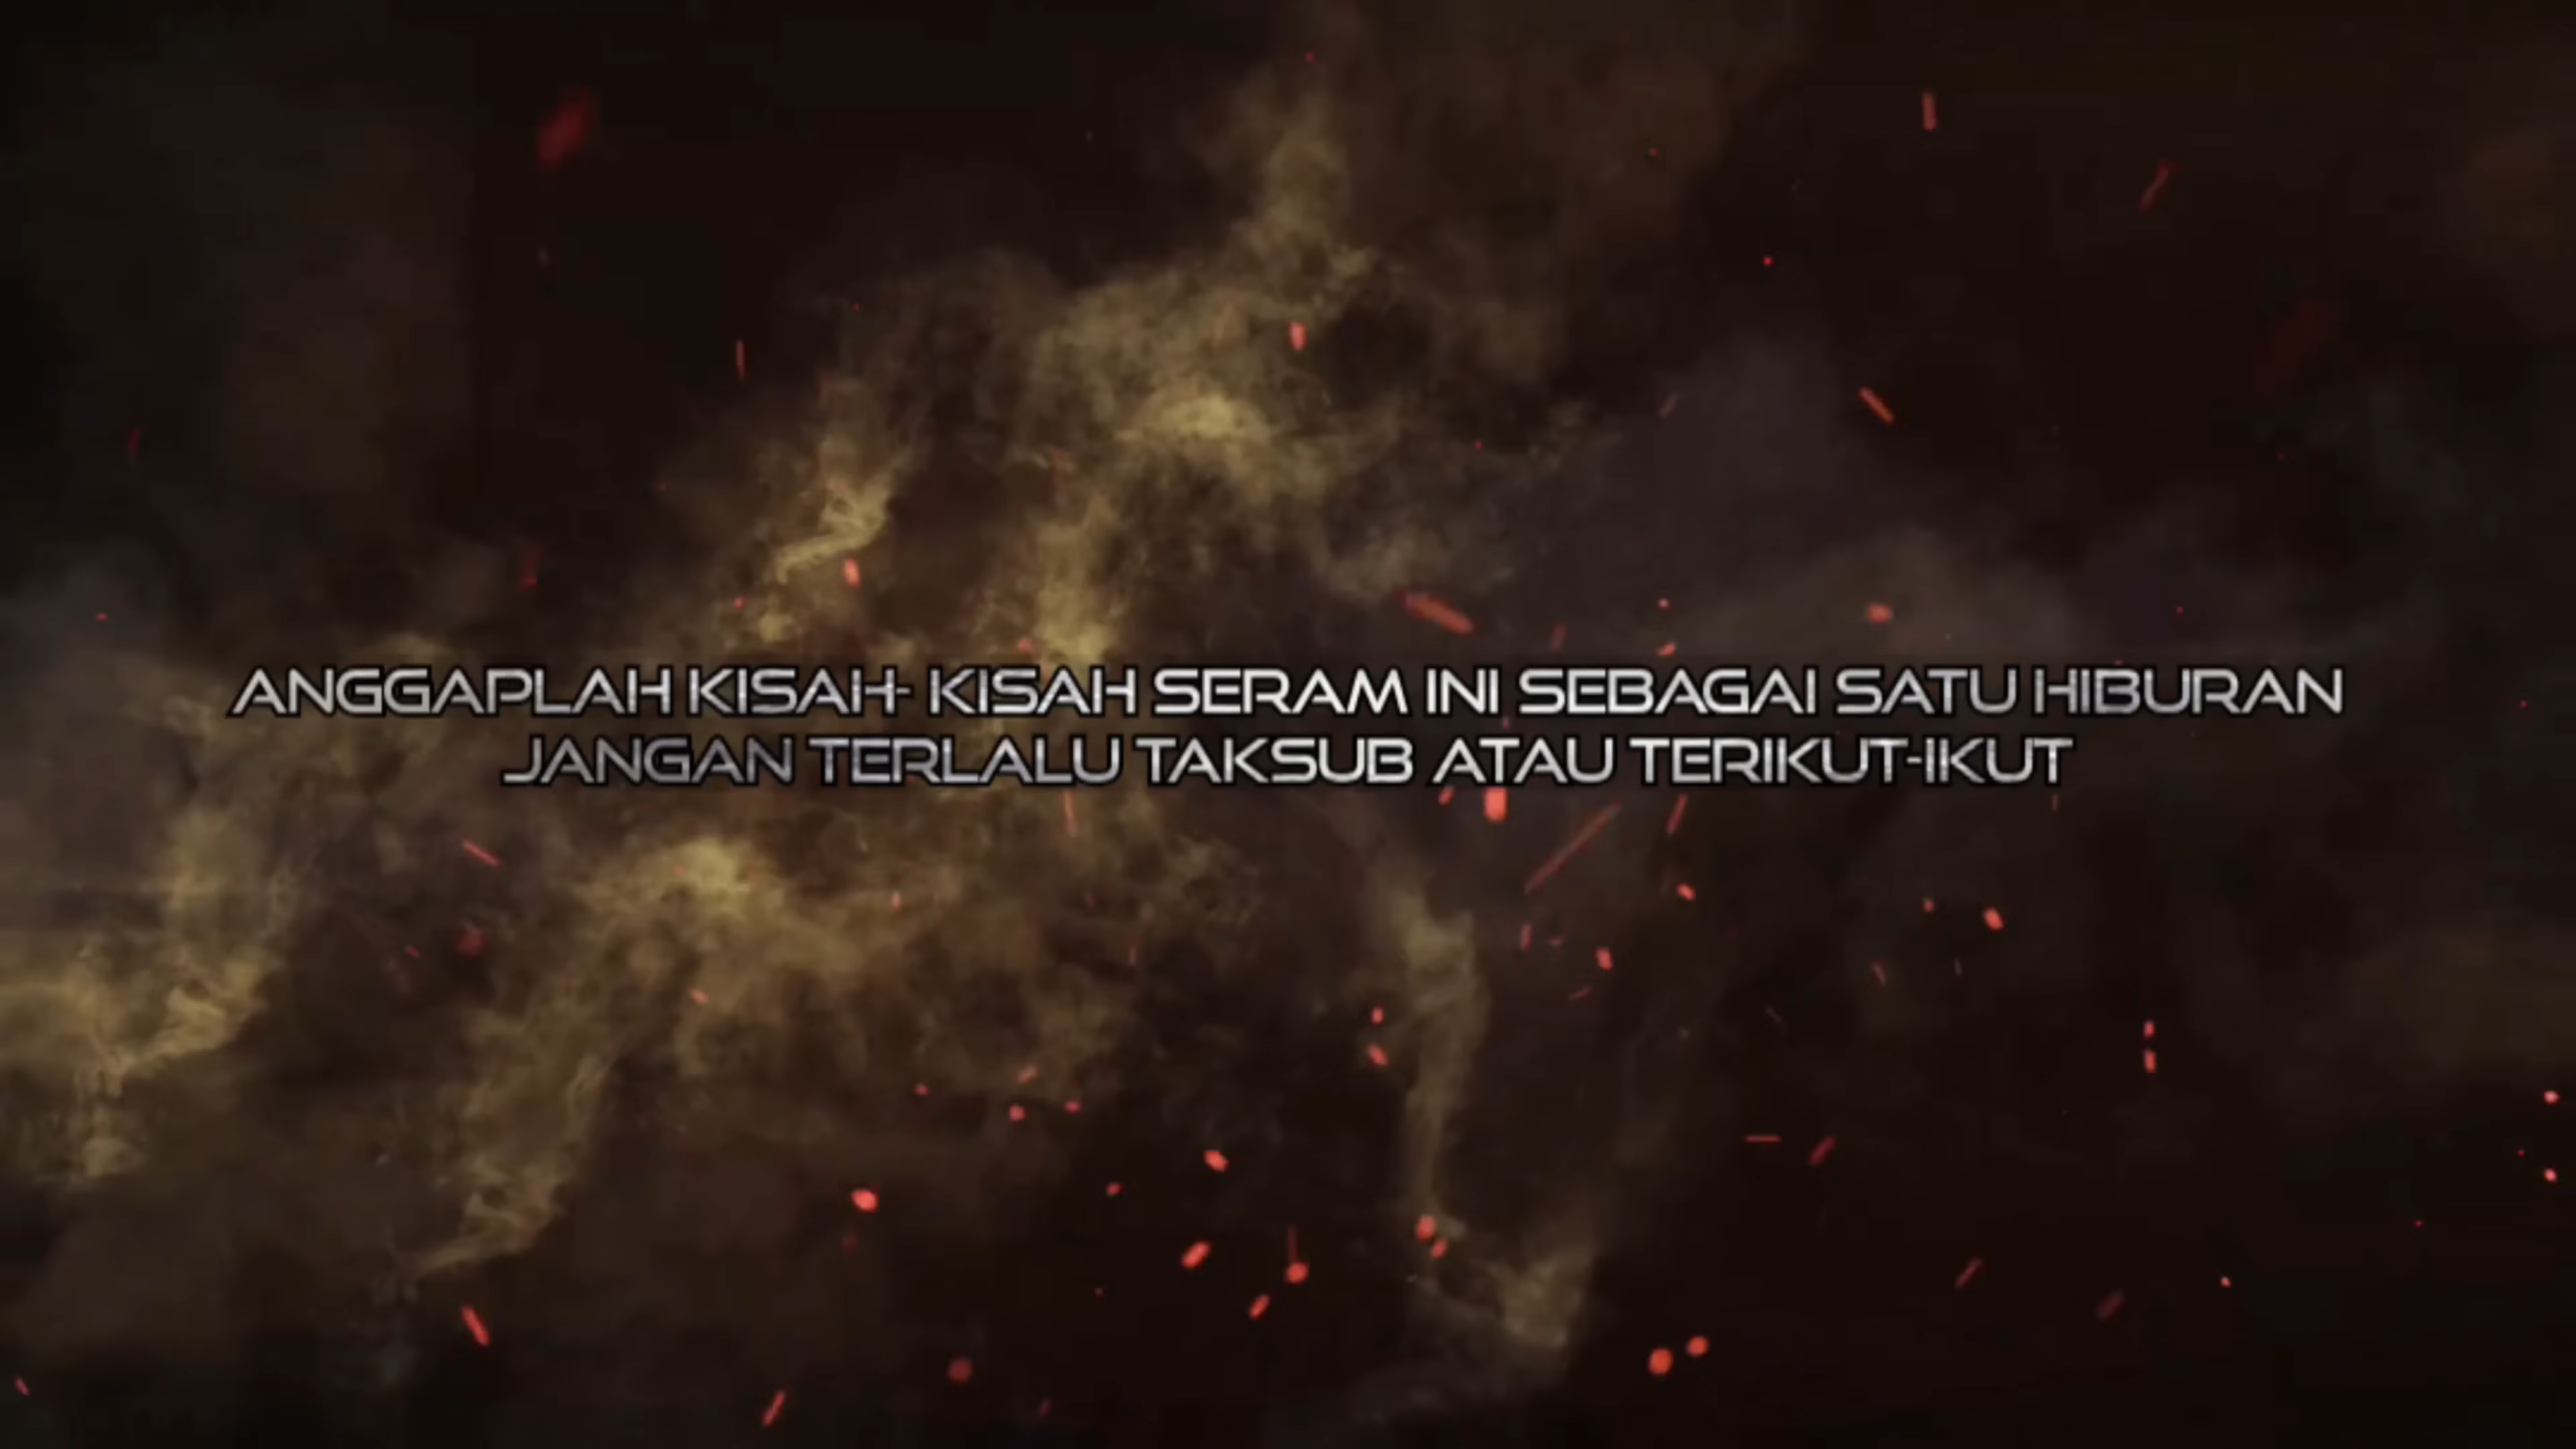 ANGGAPLAH KISAH- KISAH SERAM INI SEBAGAI SATU HIBURAN
JANGAN TERLALU TAKSUB ATAU TERIKUT-IKUT